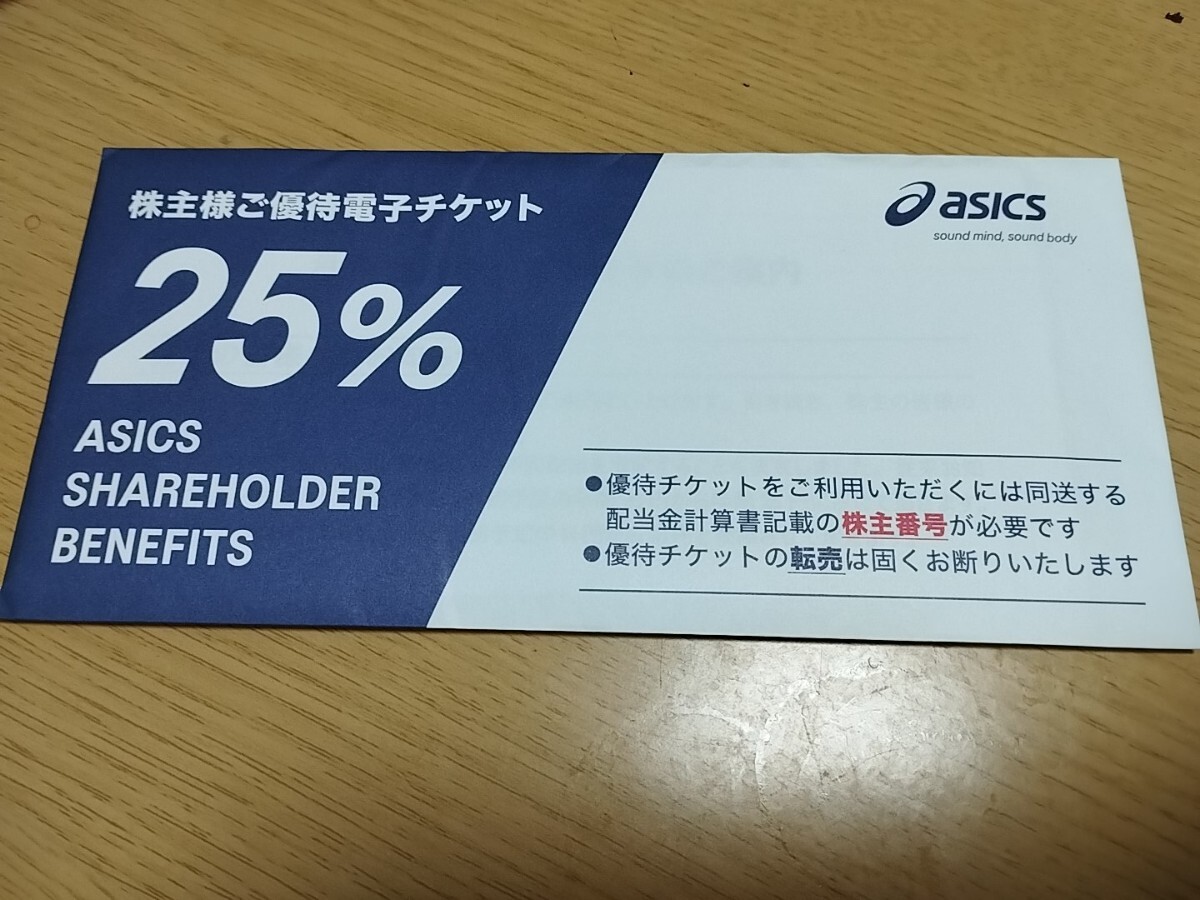 株主様ご優待電子チケット
25%
ASICS
SHAREHOLDER
BENEFITS
asics
sound mind, sound body
●優待チケットをご利用いただくには同送する
配当金計算書記載の株主番号が必要です
●優待チケットの転売は固くお断りいたします